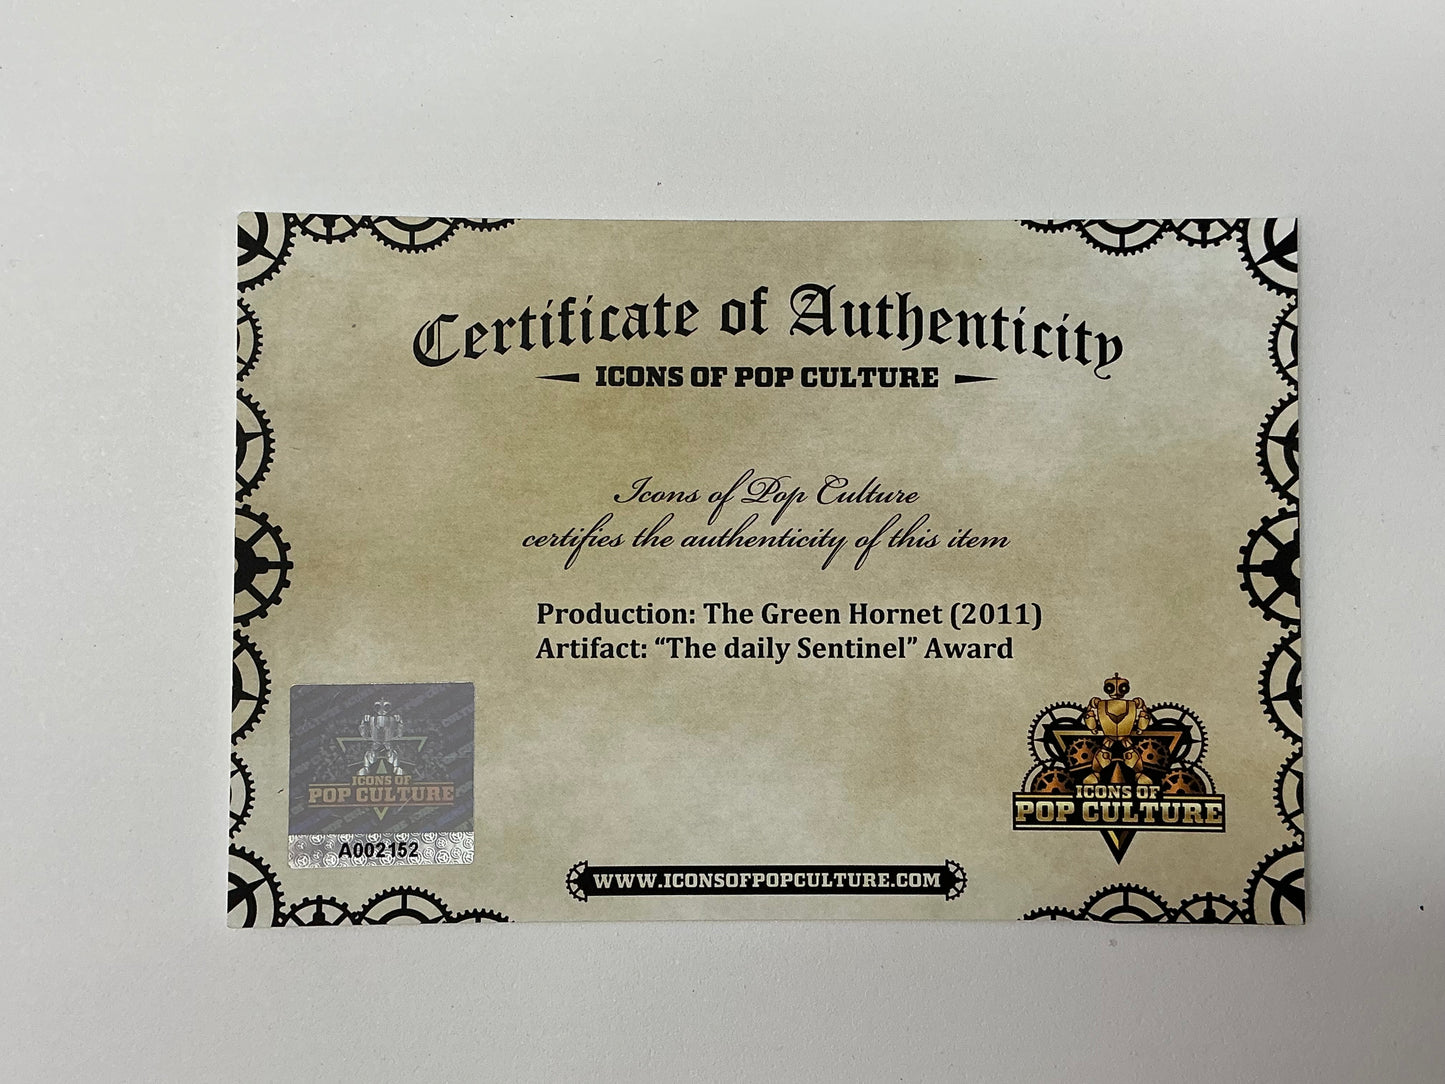 Certificate of Authenticity
ICONS OF POP CULTURE
Icons of Pop Culture
certifies the authenticity of this item
Production: The Green Hornet (2011)
Artifact: “The daily Sentinel” Award
ICONS OF
POP CULTURE
A002152
ICONS OF
POP CULTURE
WWW.ICONSOFPOPCULTURE.COM